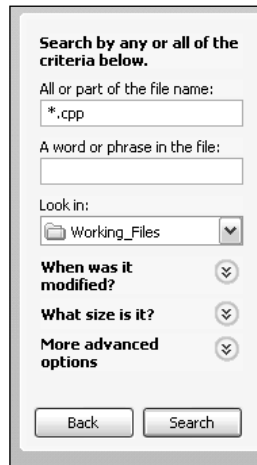 Search by any or all of the
criteria below.
All or part of the file name:
*.cpp
A word or phrase in the file:
Look in:
Working_Files
When was it
modified?
What size is it?
More advanced
options
Back
Search